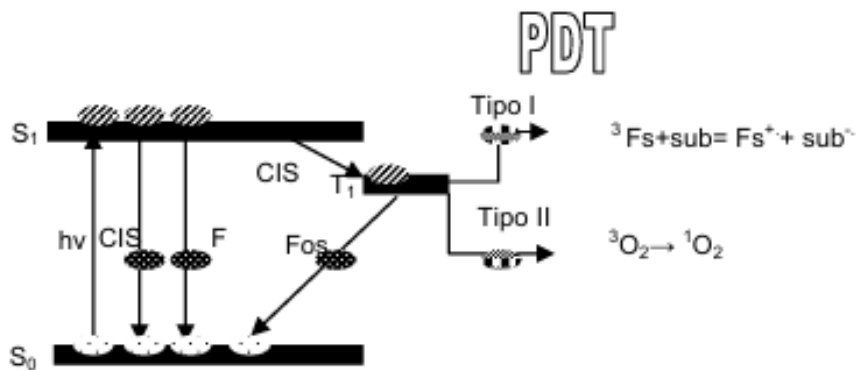 PDT
Tipo I
³Fs+sub= Fs⁺·+ sub⁻·
S₁
CIS
T₁
hv
CIS
F
Fos
Tipo II
³O₂→ ¹O₂
S₀